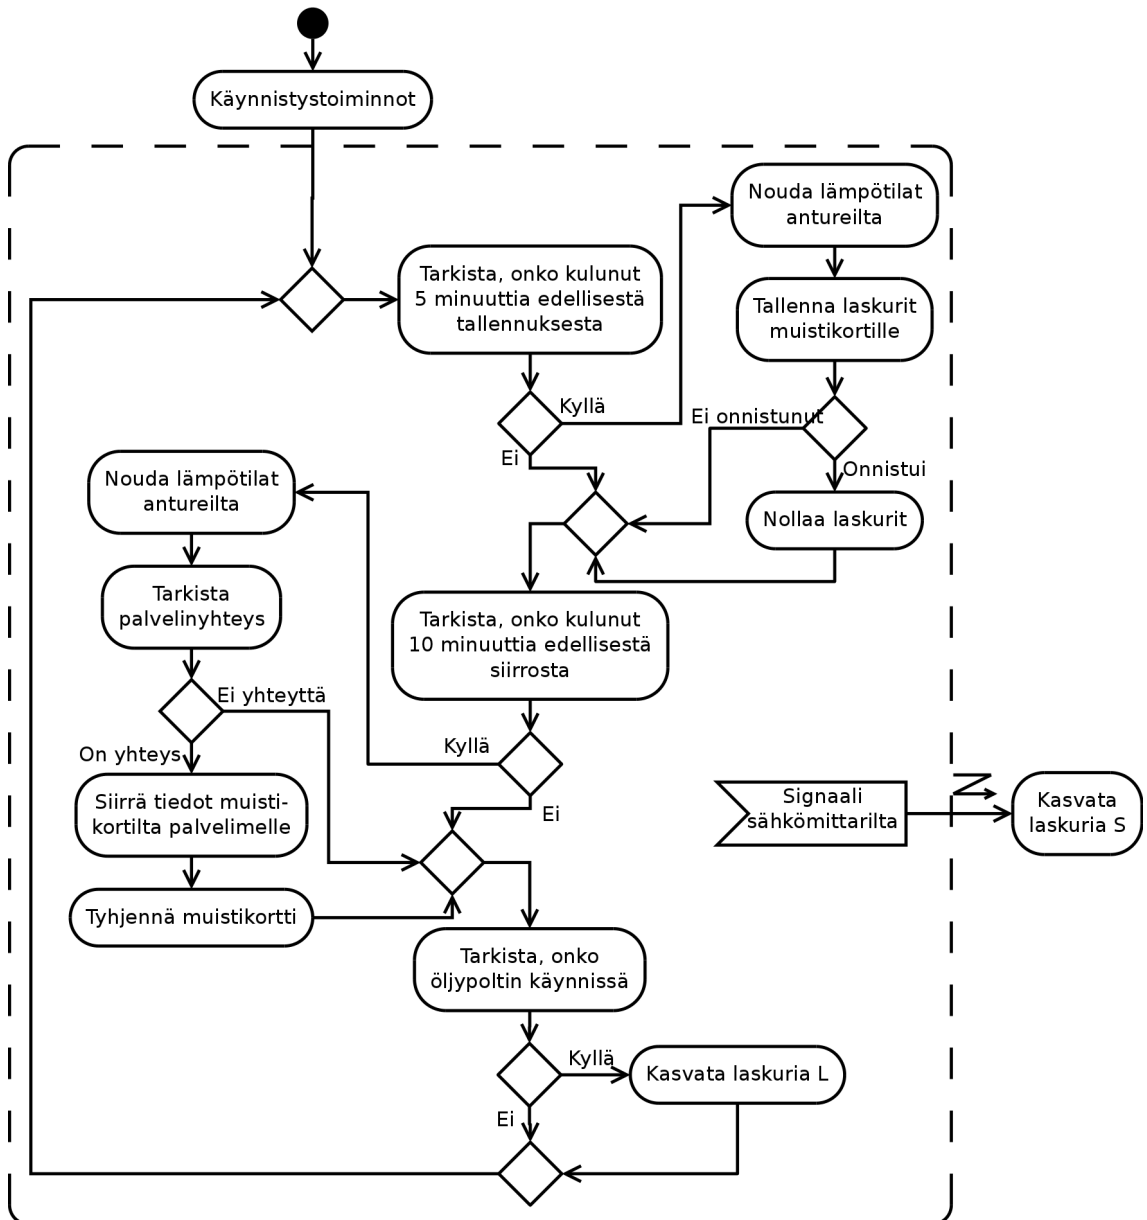 Käynnistystoiminnot
Nouda lämpötilat
antureilta
Tarkista, onko kulunut
5 minuuttia edellisestä
tallennuksesta
Tallenna laskurit
muistikortille
Kyllä
Ei onnistunut
Ei
Onnistui
Nouda lämpötilat
antureilta
Nollaa laskurit
Tarkista
palvelinyhteys
Tarkista, onko kulunut
10 minuuttia edellisestä
siirrosta
Ei yhteyttä
Kyllä
On yhteys
Siirrä tiedot muisti-
kortilta palvelimelle
Ei
Signaali
sähkömittarilta
Kasvata
laskuria S
Tyhjennä muistikortti
Tarkista, onko
öljypoltin käynnissä
Kyllä
Kasvata laskuria L
Ei